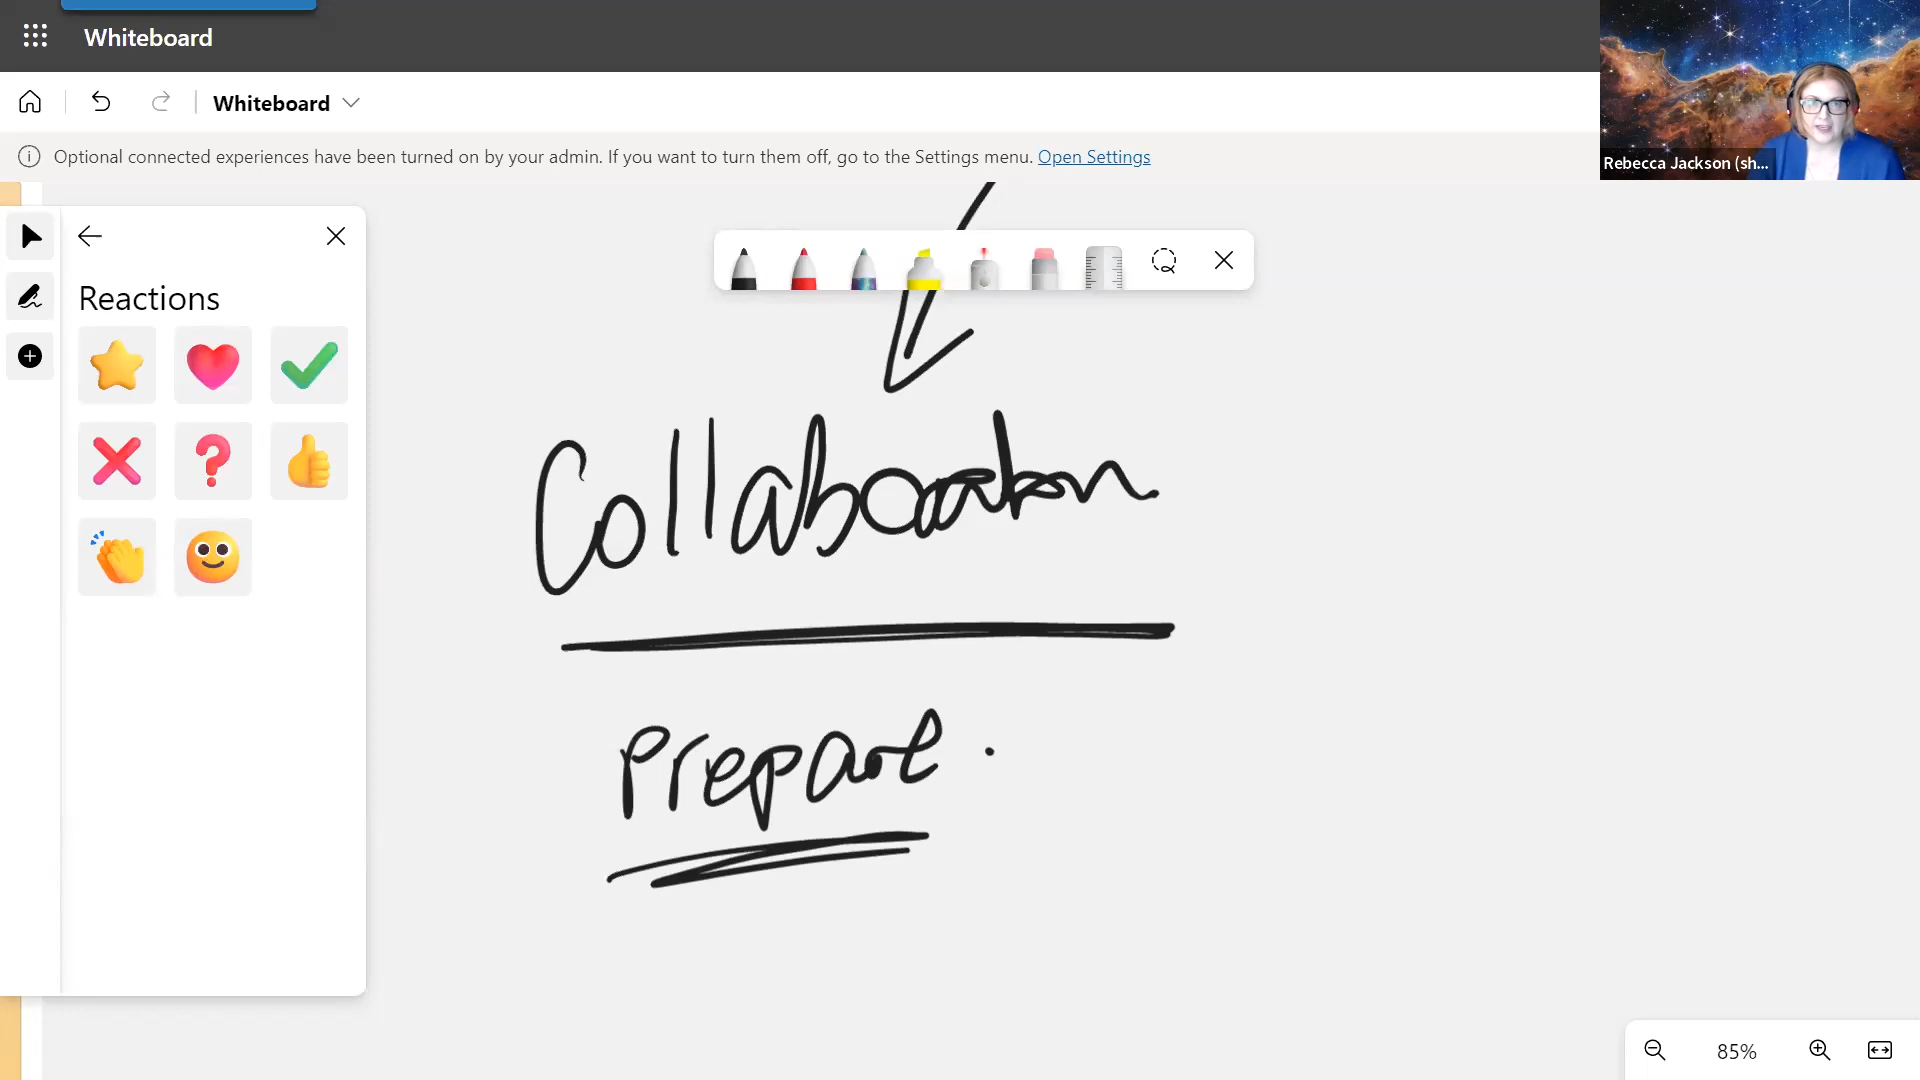 Whiteboard
Whiteboard
Optional connected experiences have been turned on by your admin. If you want to turn them off, go to the Settings menu. Open Settings
Rebecca Jackson (sh...
Reactions
Collaboration
Prepare.
85%